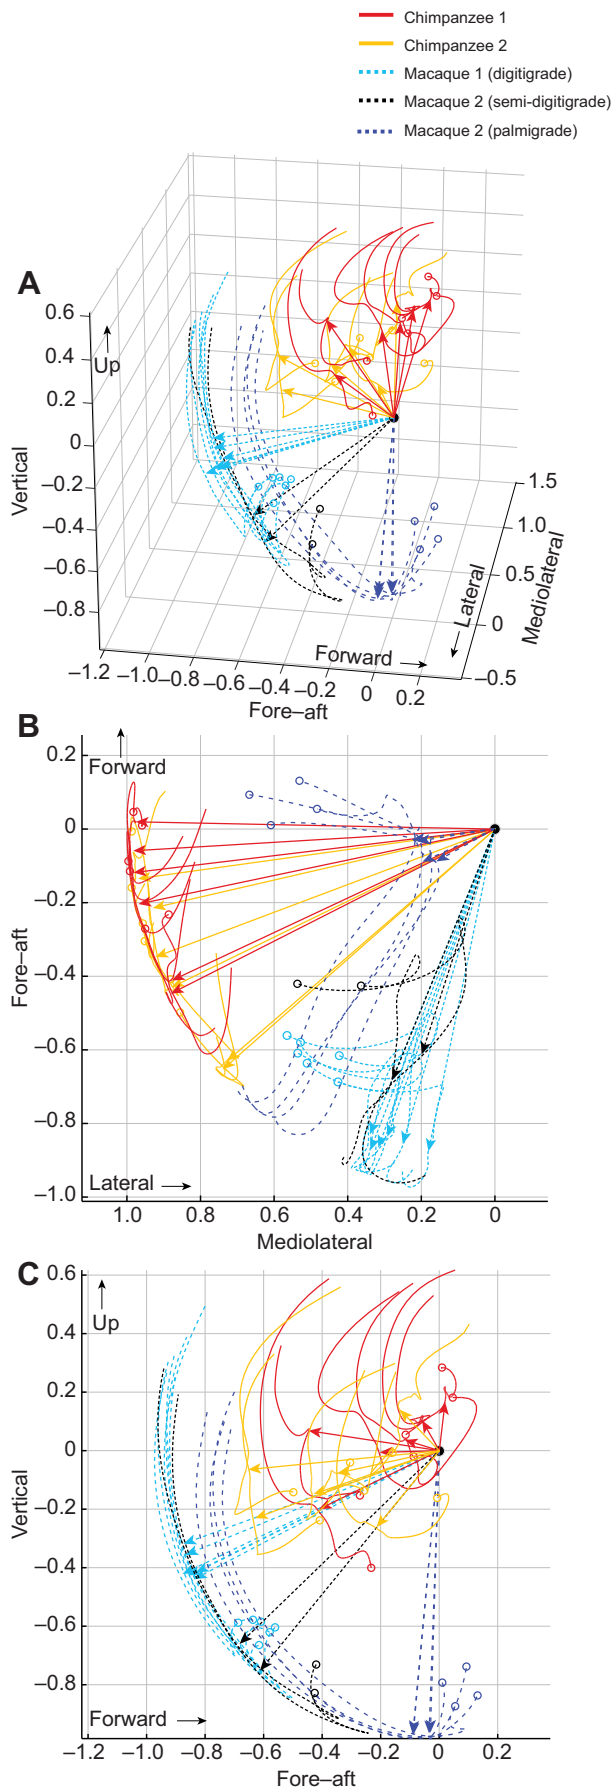 Chimpanzee 1
Chimpanzee 2
Macaque 1 (digitigrade)
Macaque 2 (semi-digitigrade)
Macaque 2 (palmigrade)
A
0.6
0.4
0.2
0
–0.2
–0.4
–0.6
–0.8
Up
Vertical
1.5
1.0
0.5
0
–0.5
Mediolateral
Lateral
Forward
–1.2
–1.0
–0.8
–0.6
–0.4
–0.2
0
0.2
Fore–aft
B
0.2
0
–0.2
–0.4
–0.6
–0.8
–1.0
Forward
Fore–aft
Lateral
1.0
0.8
0.6
0.4
0.2
0
Mediolateral
C
0.6
0.4
0.2
0
–0.2
–0.4
–0.6
–0.8
Up
Vertical
Forward
–1.2
–1.0
–0.8
–0.6
–0.4
–0.2
0
0.2
Fore–aft